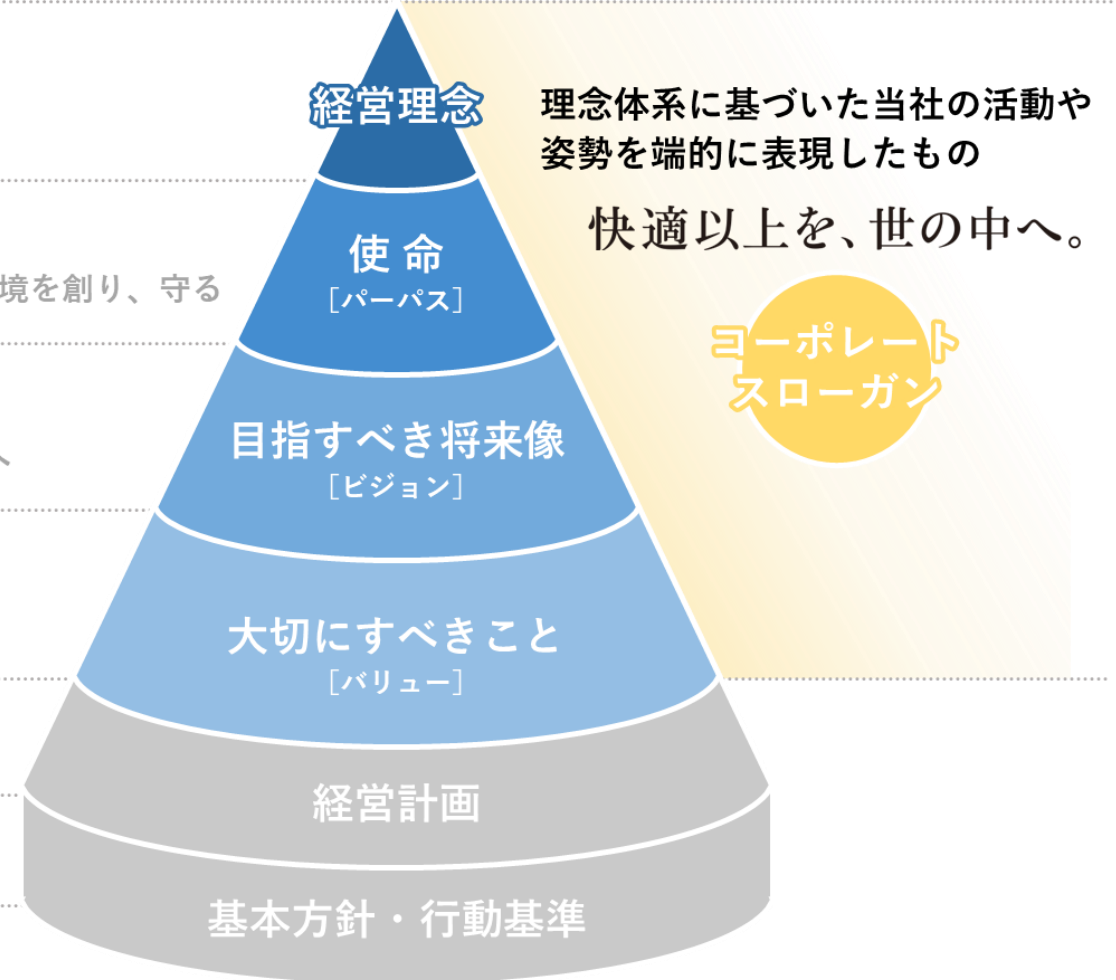 経営理念
理念体系に基づいた当社の活動や
姿勢を端的に表現したもの
快適以上を、世の中へ。
使命
［パーパス］
境を創り、守る
コーポレート
スローガン
目指すべき将来像
［ビジョン］
へ
大切にすべきこと
［バリュー］
経営計画
基本方針・行動基準